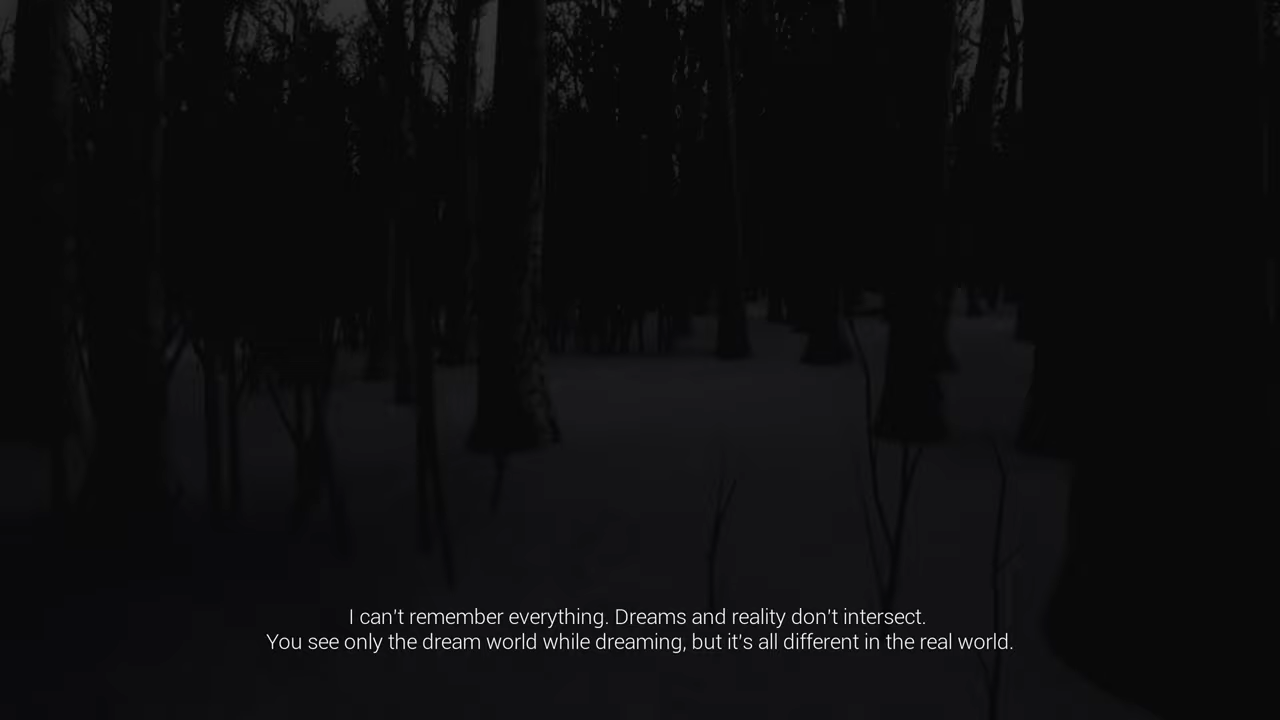 I can't remember everything. Dreams and reality don't intersect.
You see only the dream world while dreaming, but it's all different in the real world.